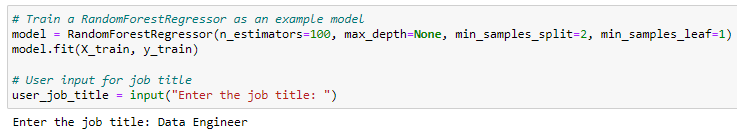 # Train a RandomForestRegressor as an example model
model = RandomForestRegressor(n_estimators=100, max_depth=None, min_samples_split=2, min_samples_leaf=1)
model.fit(X_train, y_train)
# User input for job title
user_job_title = input("Enter the job title: ")
Enter the job title: Data Engineer